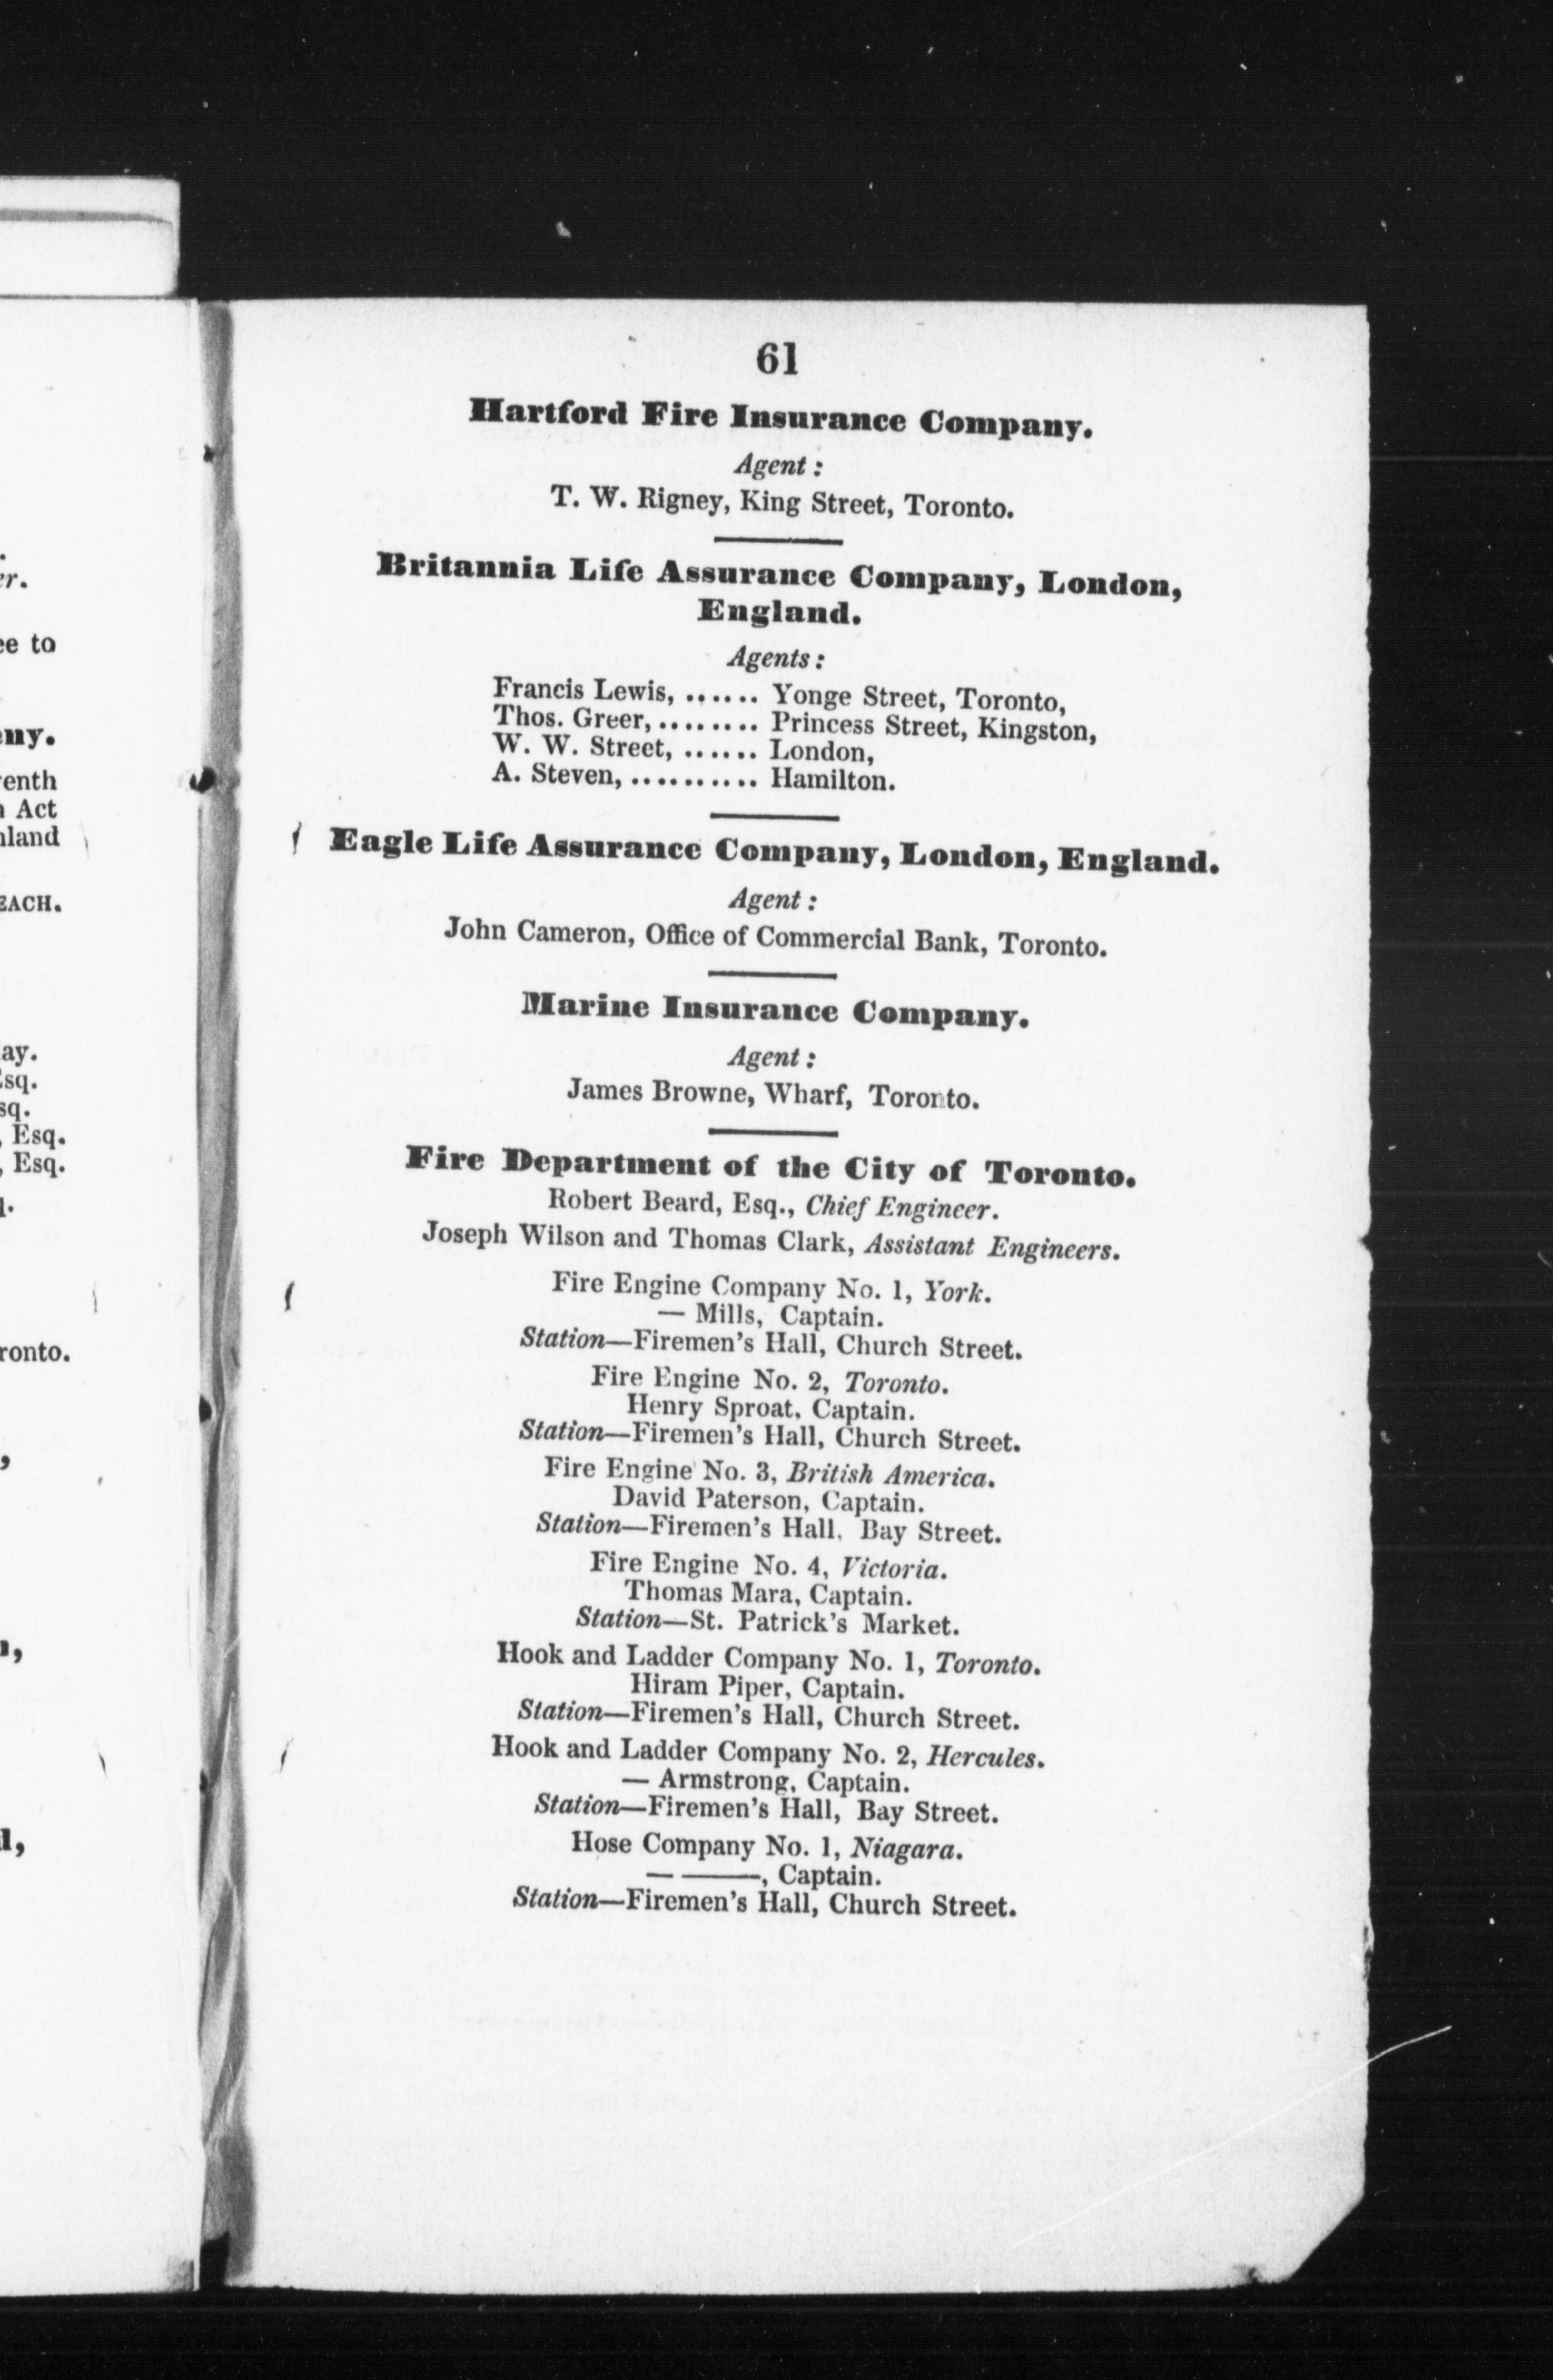 61
Hartford Fire Insurance Company.
Agent :
T. W. Rigney, King Street, Toronto.
Britannia Life Assurance Company, London,
England.
Agents :
Francis Lewis, ...... Yonge Street, Toronto,
Thos. Greer, ........ Princess Street, Kingston,
W. W. Street, ...... London,
A. Steven, .......... Hamilton.
Eagle Life Assurance Company, London, England.
Agent :
John Cameron, Office of Commercial Bank, Toronto.
Marine Insurance Company.
Agent :
James Browne, Wharf, Toronto.
Fire Department of the City of Toronto.
Robert Beard, Esq., Chief Engineer.
Joseph Wilson and Thomas Clark, Assistant Engineers.
Fire Engine Company No. 1, York.
— Mills, Captain.
Station—Firemen's Hall, Church Street.
Fire Engine No. 2, Toronto.
Henry Sproat, Captain.
Station—Firemen's Hall, Church Street.
Fire Engine No. 3, British America.
David Paterson, Captain.
Station—Firemen's Hall, Bay Street.
Fire Engine No. 4, Victoria.
Thomas Mara, Captain.
Station—St. Patrick's Market.
Hook and Ladder Company No. 1, Toronto.
Hiram Piper, Captain.
Station—Firemen's Hall, Church Street.
Hook and Ladder Company No. 2, Hercules.
— Armstrong, Captain.
Station—Firemen's Hall, Bay Street.
Hose Company No. 1, Niagara.
— ———, Captain.
Station—Firemen's Hall, Church Street.